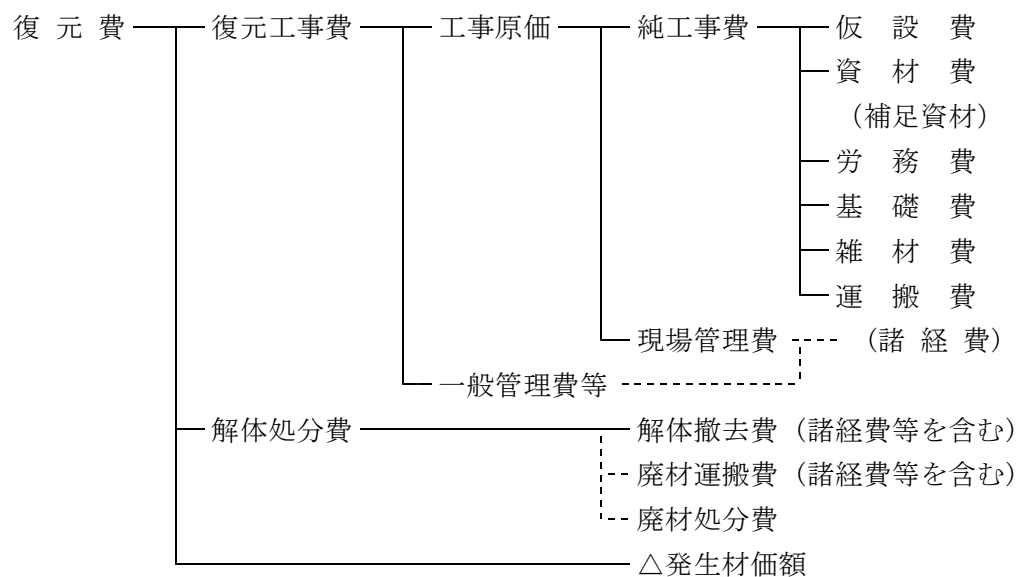 復元費 復元工事費 工事原価 純工事費 仮設費
資材費
（補足資材）
労務費
基礎費
雑材費
運搬費
現場管理費 （諸経費）
一般管理費等
解体処分費 解体撤去費（諸経費等を含む）
廃材運搬費（諸経費等を含む）
廃材処分費
△発生材価額